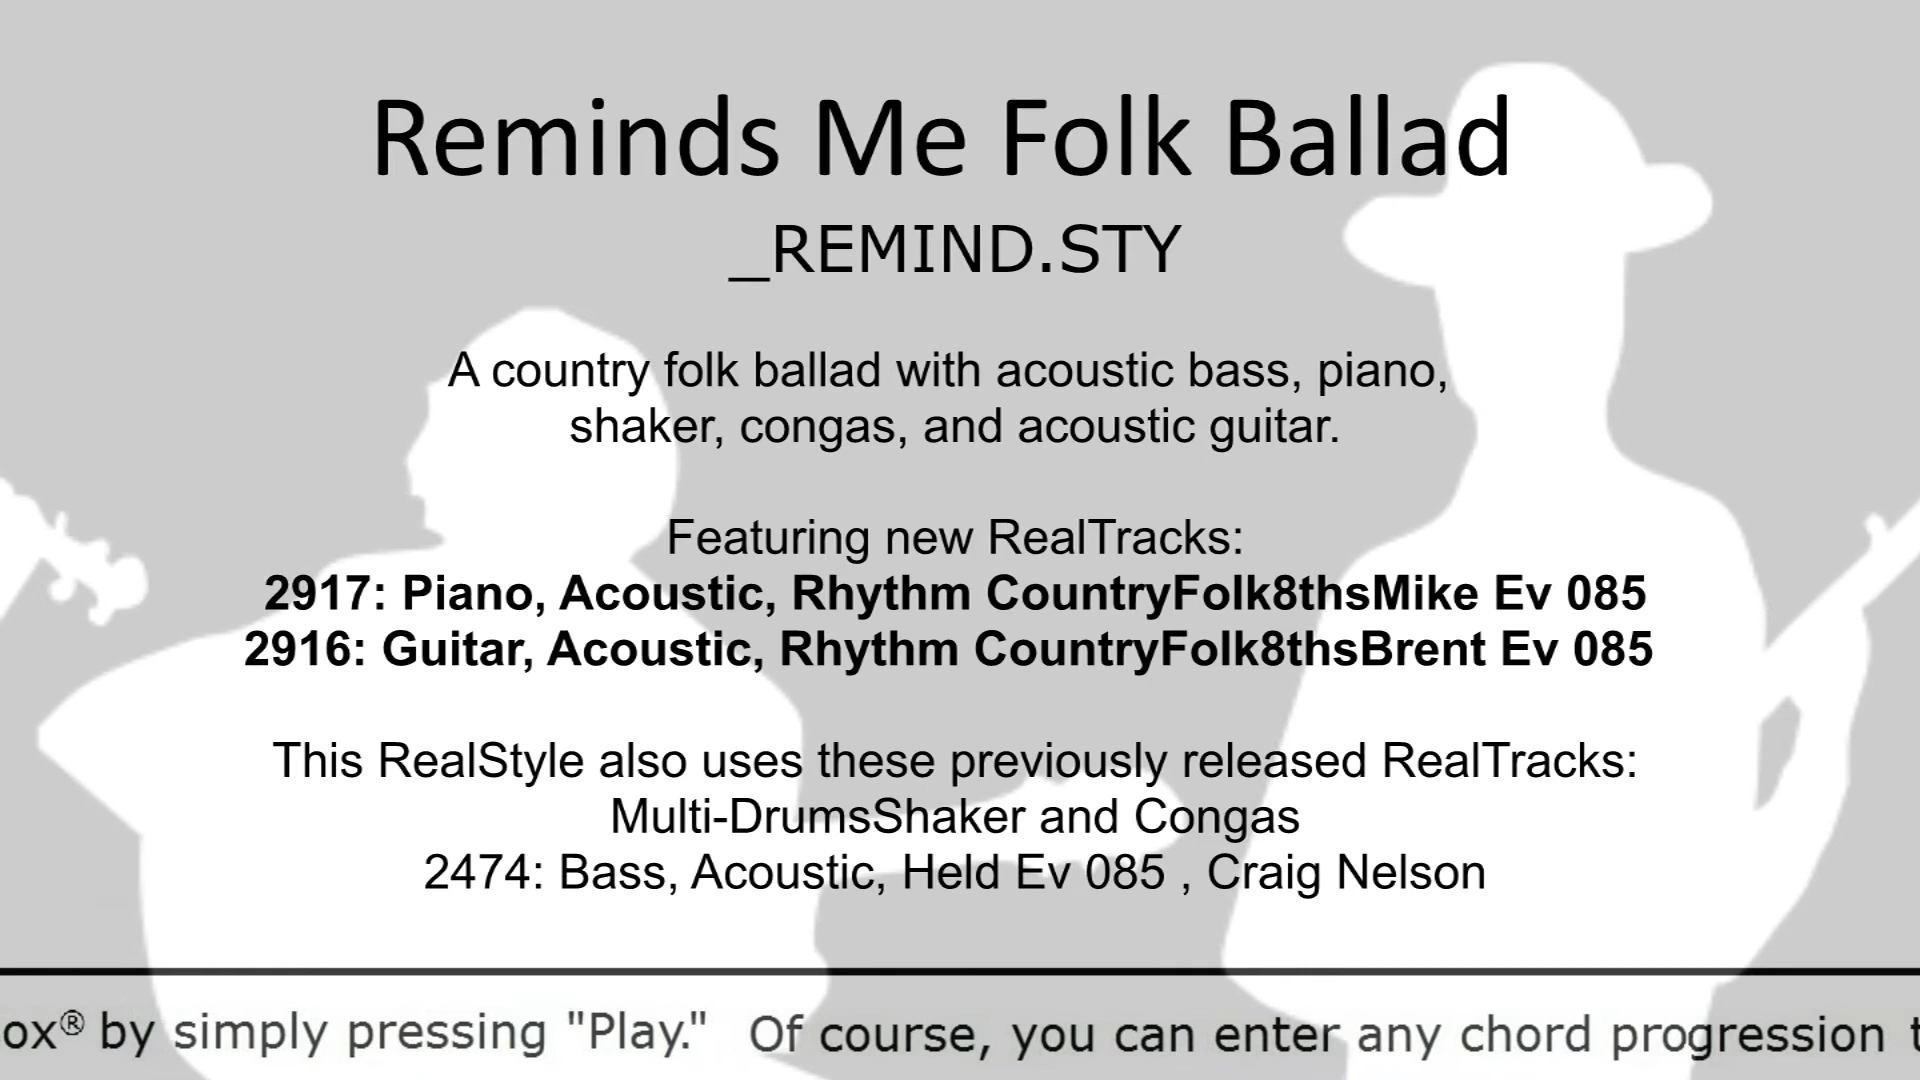 Reminds Me Folk Ballad
_REMIND.STY
A country folk ballad with acoustic bass, piano,
shaker, congas, and acoustic guitar.
Featuring new RealTracks:
2917: Piano, Acoustic, Rhythm CountryFolk8thsMike Ev 085
2916: Guitar, Acoustic, Rhythm CountryFolk8thsBrent Ev 085
This RealStyle also uses these previously released RealTracks:
Multi-DrumsShaker and Congas
2474: Bass, Acoustic, Held Ev 085 , Craig Nelson
ox® by simply pressing "Play." Of course, you can enter any chord progression